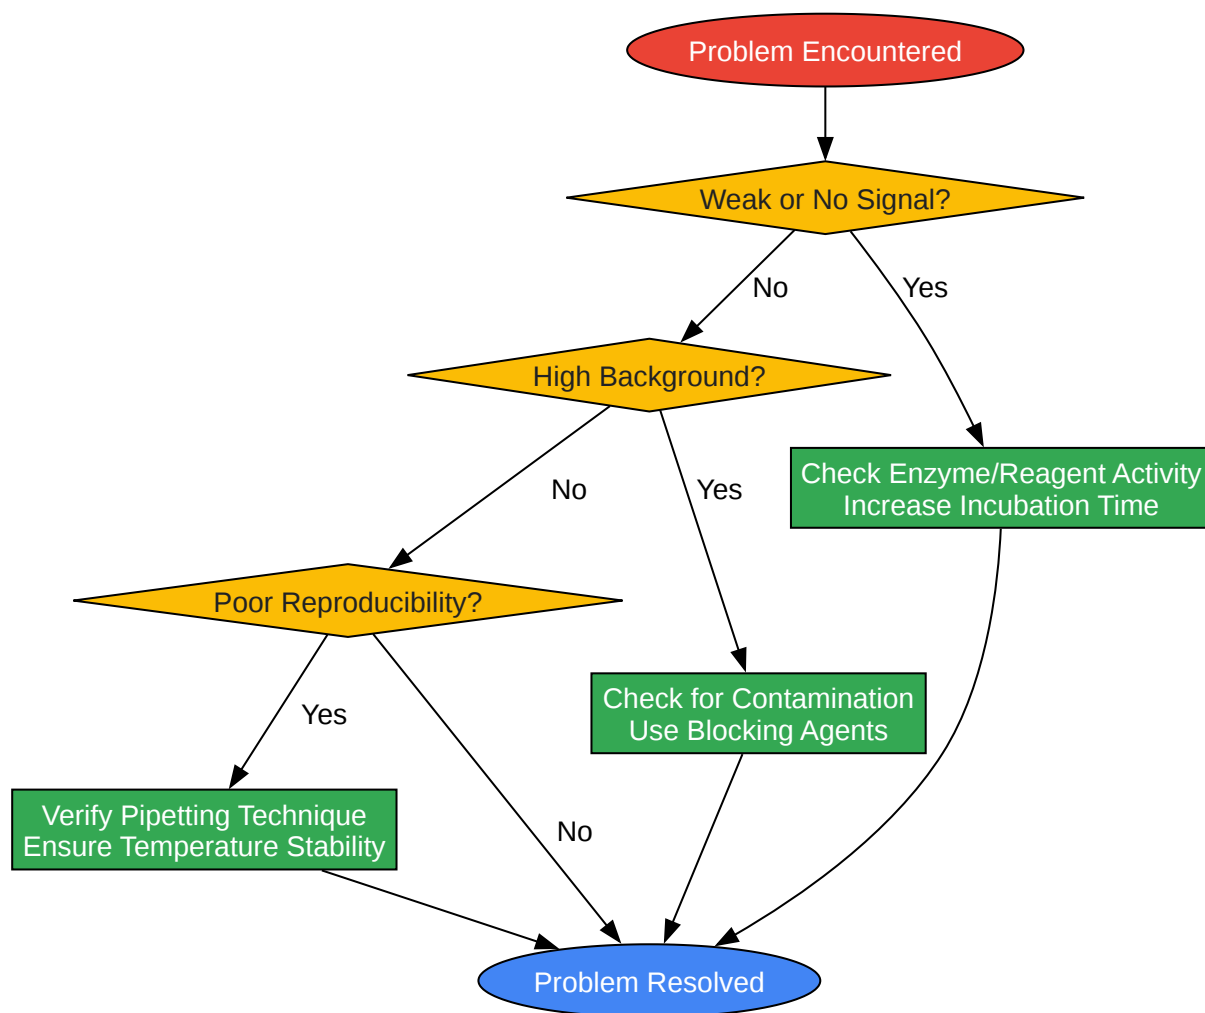 Problem Encountered
Weak or No Signal?
No
Yes
High Background?
Check Enzyme/Reagent Activity
Increase Incubation Time
No
Yes
Poor Reproducibility?
Check for Contamination
Use Blocking Agents
Yes
Verify Pipetting Technique
Ensure Temperature Stability
No
Problem Resolved